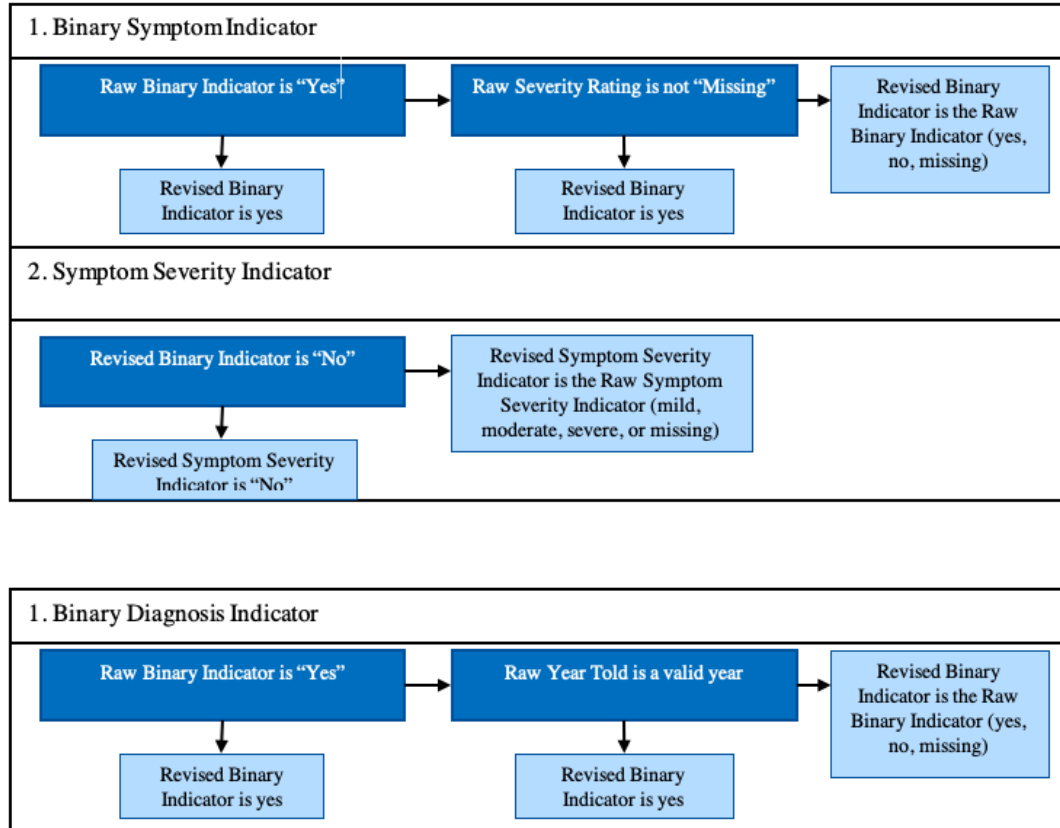 1. Binary Symptom Indicator
Raw Binary Indicator is “Yes”
Raw Severity Rating is not “Missing”
Revised Binary
Indicator is the Raw
Binary Indicator (yes,
no, missing)
Revised Binary
Indicator is yes
Revised Binary
Indicator is yes
2. Symptom Severity Indicator
Revised Binary Indicator is “No”
Revised Symptom Severity
Indicator is the Raw Symptom
Severity Indicator (mild,
moderate, severe, or missing)
Revised Symptom Severity
Indicator is “No”
1. Binary Diagnosis Indicator
Raw Binary Indicator is “Yes”
Raw Year Told is a valid year
Revised Binary
Indicator is the Raw
Binary Indicator (yes,
no, missing)
Revised Binary
Indicator is yes
Revised Binary
Indicator is yes